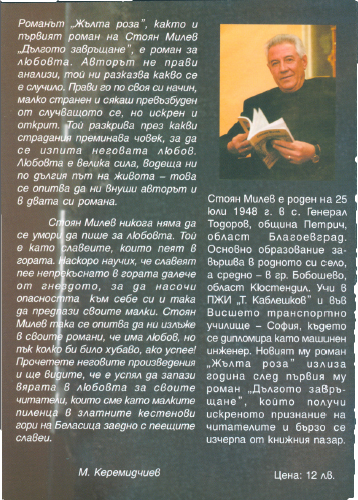 Романът „Жълта роза”, както и
първият роман на Стоян Милев
„Дългото завръщане”, е роман за
любовта. Авторът не прави
анализи, той ни разказва какво се
е случило. Прави го по своя си начин,
малко странен и сякаш превъзбуден
от случващото се, но искрен и
открит. Той разкрива през какви
страдания преминава човек, за да
се изпита неговата любов.
Любовта е велика сила, водеща ни
по дългия път на живота – това
се опитва да ни внуши авторът и
в двата си романа.
Стоян Милев никога няма да
се умори да пише за любовта. Той
е като славеите, които пеят в
гората. Наскоро научих, че славеят
пее непрекъснато в гората далече
от гнездото, за да насочи
опасността към себе си и така
да предпази своите малки. Стоян
Милев така се опитва да ни изложи
в своите романи, че има любов, но
пък колко би било хубаво, ако успее!
Прочетете неговите произведения
и ще видите, че е успял да запази
вярата в любовта за своите
читатели, които сме като малките
пиленца в златните кестенови
гори на Беласица заедно с пеещите
славеи.
М. Керемидчиев
Стоян Милев е роден на 25
юли 1948 г. в с. Генерал
Тодоров, община Петрич,
област Благоевград.
Основно образование за-
вършва в родното си село,
а средно – в гр. Бобошево,
област Кюстендил. Учи в
ПЖИ „Т. Каблешков” и във
Висшето транспортно
училище – София, където
се дипломира като машинен
инженер. Новият му роман
„Жълта роза” излиза
година след първия му
роман „Дългото завръ-
щане”, който получи
искреното признание на
читателите и бързо се
изчерпа от книжния пазар.
Цена: 12 лв.